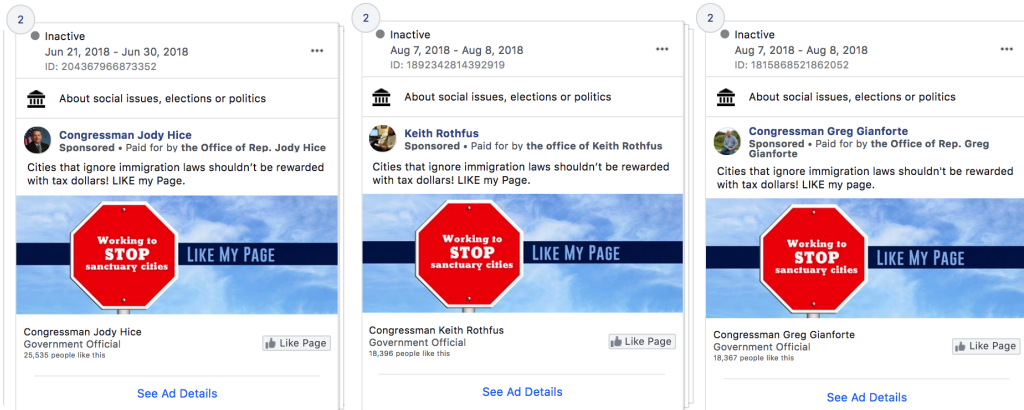 2
Inactive
Jun 21, 2018 - Jun 30, 2018
ID: 204367966873352
About social issues, elections or politics
Congressman Jody Hice
Sponsored • Paid for by the Office of Rep. Jody Hice
Cities that ignore immigration laws shouldn’t be rewarded
with tax dollars! LIKE my Page.
Working to
STOP
sanctuary cities
LIKE MY PAGE
Congressman Jody Hice
Government Official
25,535 people like this
Like Page
See Ad Details
2
Inactive
Aug 7, 2018 - Aug 8, 2018
ID: 1892342814392919
About social issues, elections or politics
Keith Rothfus
Sponsored • Paid for by the office of Keith Rothfus
Cities that ignore immigration laws shouldn’t be rewarded
with tax dollars! LIKE my Page.
Working to
STOP
sanctuary cities
LIKE MY PAGE
Congressman Keith Rothfus
Government Official
18,396 people like this
Like Page
See Ad Details
2
Inactive
Aug 7, 2018 - Aug 8, 2018
ID: 1815868521862052
About social issues, elections or politics
Congressman Greg Gianforte
Sponsored • Paid for by the Office of Rep. Greg
Gianforte
Cities that ignore immigration laws shouldn't be rewarded
with tax dollars! LIKE my page.
Working to
STOP
sanctuary cities
LIKE MY PAGE
Congressman Greg Gianforte
Government Official
18,367 people like this
Like Page
See Ad Details